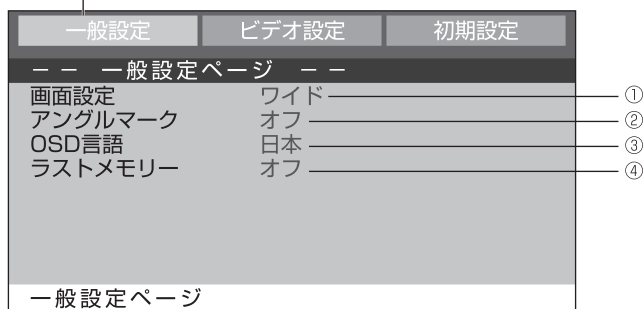 一般設定 ビデオ設定 初期設定
－－ 一般設定ページ －－
画面設定 ワイド ①
アングルマーク オフ ②
OSD言語 日本 ③
ラストメモリー オフ ④
一般設定ページ